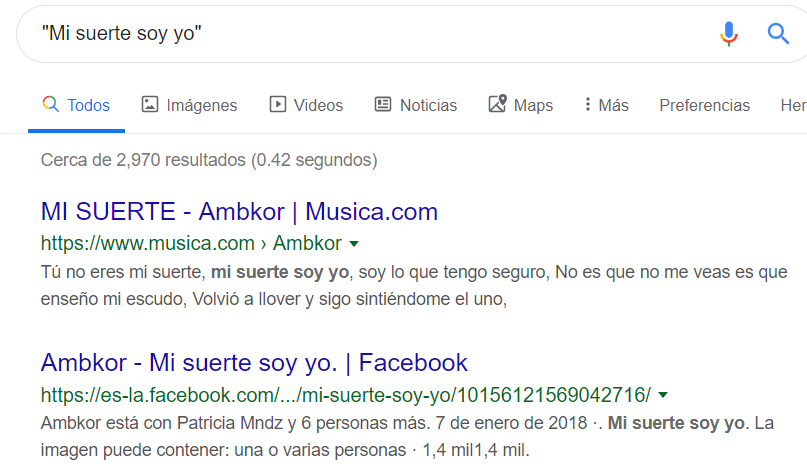 "Mi suerte soy yo"
Todos Imágenes Videos Noticias Maps Más Preferencias Her
Cerca de 2,970 resultados (0.42 segundos)
MI SUERTE - Ambkor | Musica.com
https://www.musica.com › Ambkor
Tú no eres mi suerte, mi suerte soy yo, soy lo que tengo seguro, No es que no me veas es que
enseño mi escudo, Volvió a llover y sigo sintiéndome el uno,
Ambkor - Mi suerte soy yo. | Facebook
https://es-la.facebook.com/.../mi-suerte-soy-yo/10156121569042716/
Ambkor está con Patricia Mndz y 6 personas más. 7 de enero de 2018 ·. Mi suerte soy yo. La
imagen puede contener: una o varias personas · 1,4 mil1,4 mil.